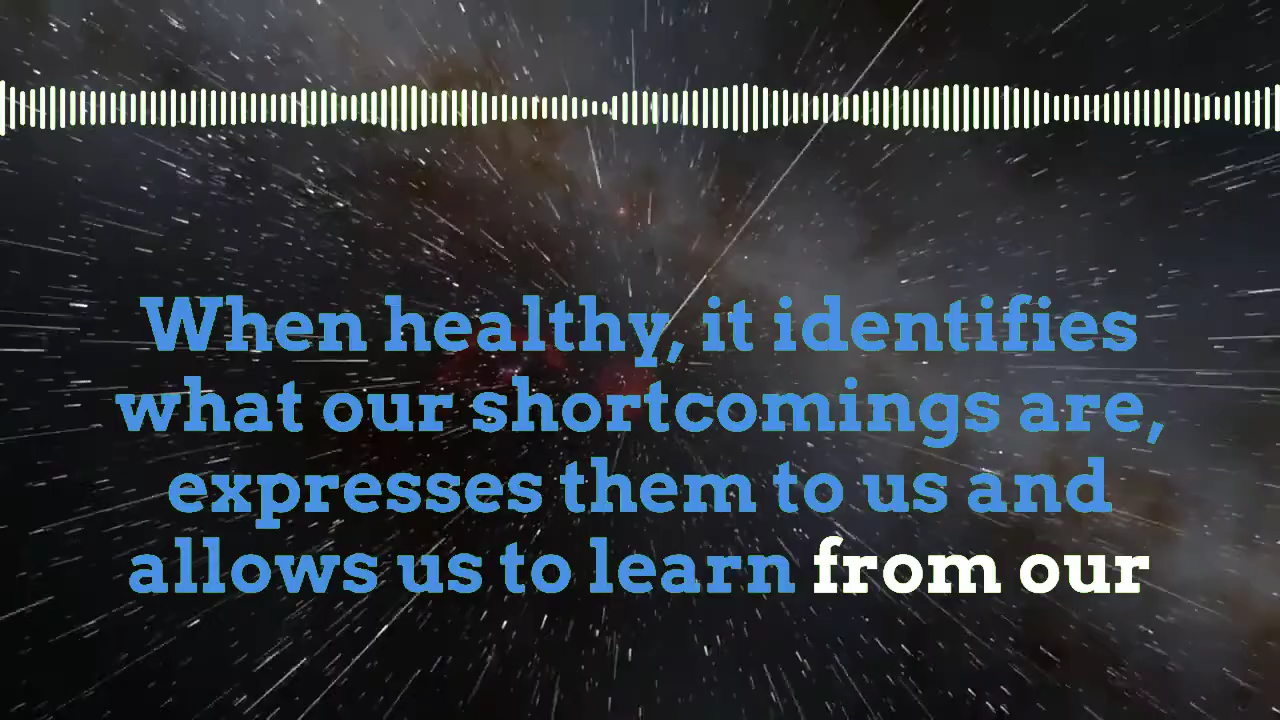 When healthy, it identifies
what our shortcomings are,
expresses them to us and
allows us to learn from our